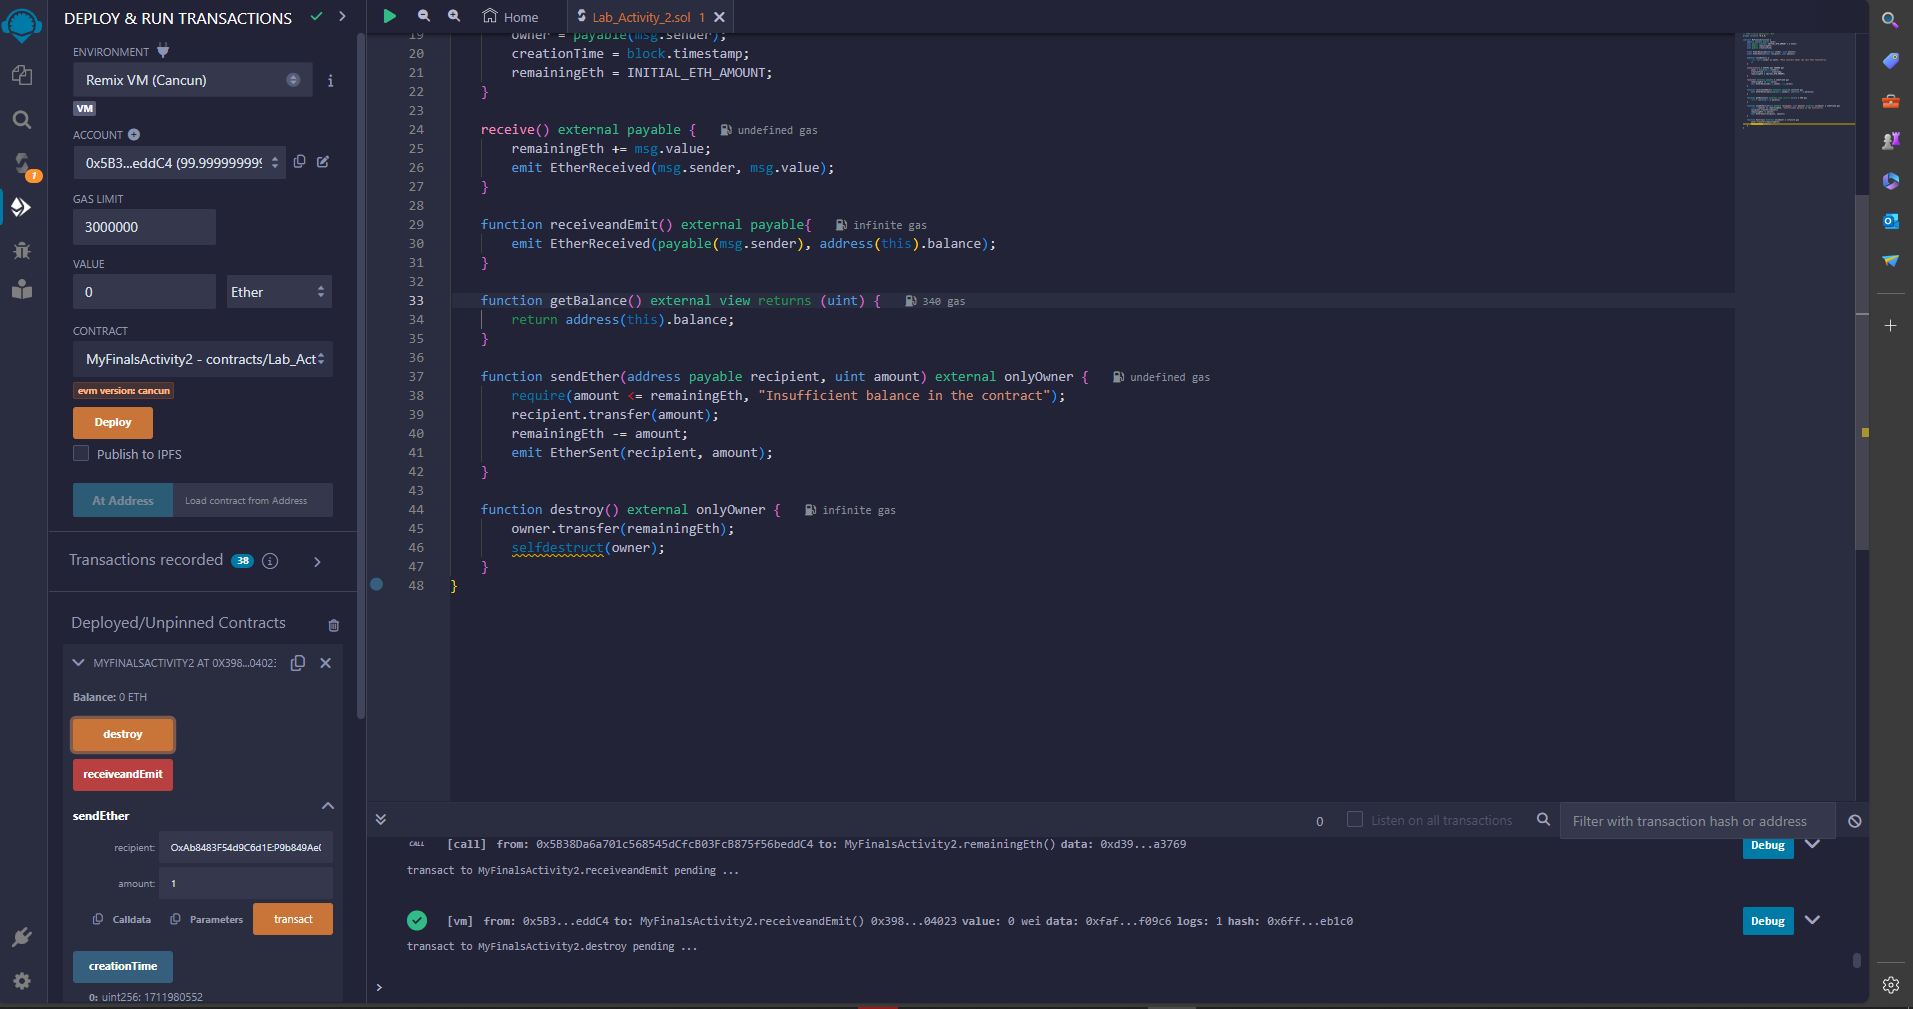 DEPLOY & RUN TRANSACTIONS
ENVIRONMENT
Remix VM (Cancun)
VM
ACCOUNT
0x5B3...eddC4 (99.9999999999
GAS LIMIT
3000000
VALUE
0
Ether
CONTRACT
MyFinalsActivity2 - contracts/Lab_Act
evm version: cancun
Deploy
Publish to IPFS
At Address
Load contract from Address
Transactions recorded 38
Deployed/Unpinned Contracts
MYFINALSACTIVITY2 AT 0X398...04023
Balance: 0 ETH
destroy
receiveandEmit
sendEther
recipient:
amount: 1
Calldata Parameters transact
creationTime
0: uint256: 1711980552
1
Home
Lab_Activity_2.sol 1
19 owner = payable(msg.sender);
20 creationTime = block.timestamp;
21 remainingEth = INITIAL_ETH_AMOUNT;
22 }
23
24 receive() external payable { undefined gas
25 remainingEth += msg.value;
26 emit EtherReceived(msg.sender, msg.value);
27 }
28
29 function receiveandEmit() external payable{ infinite gas
30 emit EtherReceived(payable(msg.sender), address(this).balance);
31 }
32
33 function getBalance() external view returns (uint) { 340 gas
34 return address(this).balance;
35 }
36
37 function sendEther(address payable recipient, uint amount) external onlyOwner { undefined gas
38 require(amount <= remainingEth, "Insufficient balance in the contract");
39 recipient.transfer(amount);
40 remainingEth -= amount;
41 emit EtherSent(recipient, amount);
42 }
43
44 function destroy() external onlyOwner { infinite gas
45 owner.transfer(remainingEth);
46 selfdestruct(owner);
47 }
48 }
0 Listen on all transactions Filter with transaction hash or address
CALL [call] from: 0x5B38Da6a701c568545dCfcB03FcB875f56beddC4 to: MyFinalsActivity2.remainingEth() data: 0xd39...a3769 Debug
transact to MyFinalsActivity2.receiveandEmit pending ...
[vm] from: 0x5B3...eddC4 to: MyFinalsActivity2.receiveandEmit() 0x398...04023 value: 0 wei data: 0xfaf...f09c6 logs: 1 hash: 0x6ff...eb1c0 Debug
transact to MyFinalsActivity2.destroy pending ...
>